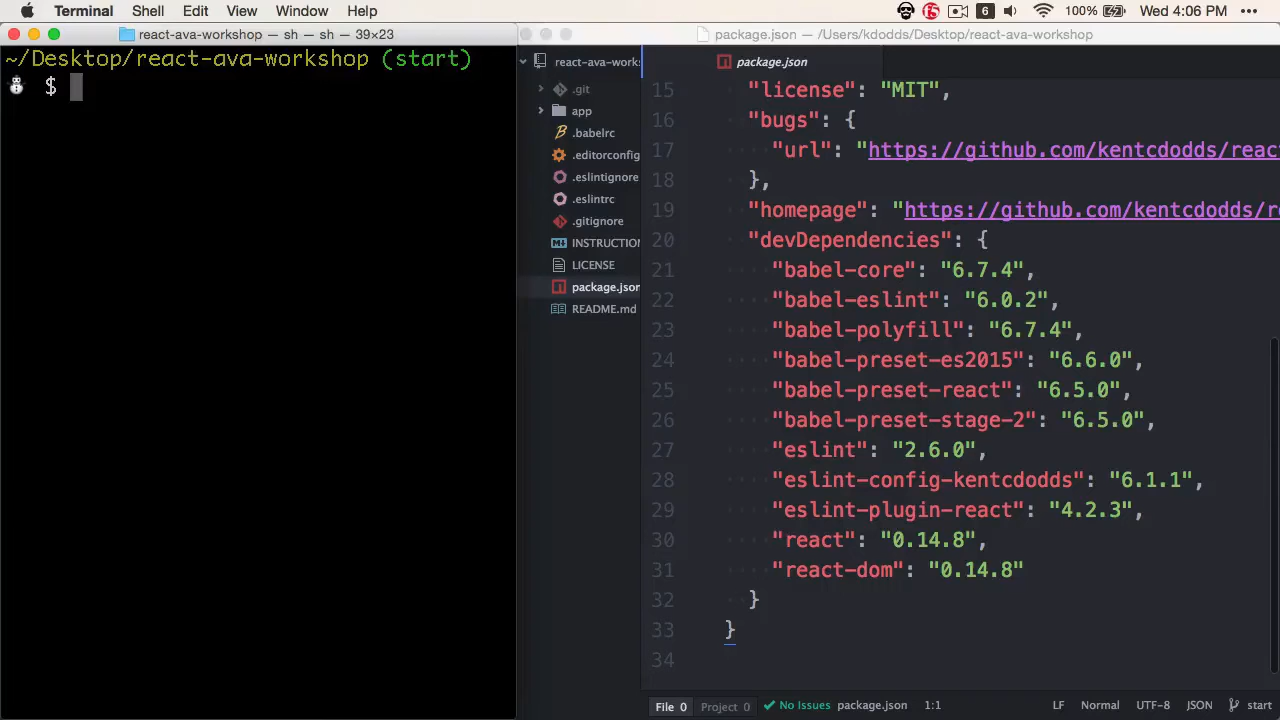 Terminal Shell Edit View Window Help 6 100% Wed 4:06 PM
react-ava-workshop — sh — sh — 39×23
package.json — /Users/kdodds/Desktop/react-ava-workshop
~/Desktop/react-ava-workshop (start)
$
react-ava-works
.git
app
.babelrc
.editorconfig
.eslintignore
.eslintrc
.gitignore
INSTRUCTION
LICENSE
package.json
README.md
package.json
15 "license": "MIT",
16 "bugs": {
17 "url": "https://github.com/kentcdodds/reac
18 },
19 "homepage": "https://github.com/kentcdodds/re
20 "devDependencies": {
21 "babel-core": "6.7.4",
22 "babel-eslint": "6.0.2",
23 "babel-polyfill": "6.7.4",
24 "babel-preset-es2015": "6.6.0",
25 "babel-preset-react": "6.5.0",
26 "babel-preset-stage-2": "6.5.0",
27 "eslint": "2.6.0",
28 "eslint-config-kentcdodds": "6.1.1",
29 "eslint-plugin-react": "4.2.3",
30 "react": "0.14.8",
31 "react-dom": "0.14.8"
32 }
33 }
34
File 0 Project 0 No Issues package.json 1:1 LF Normal UTF-8 JSON start